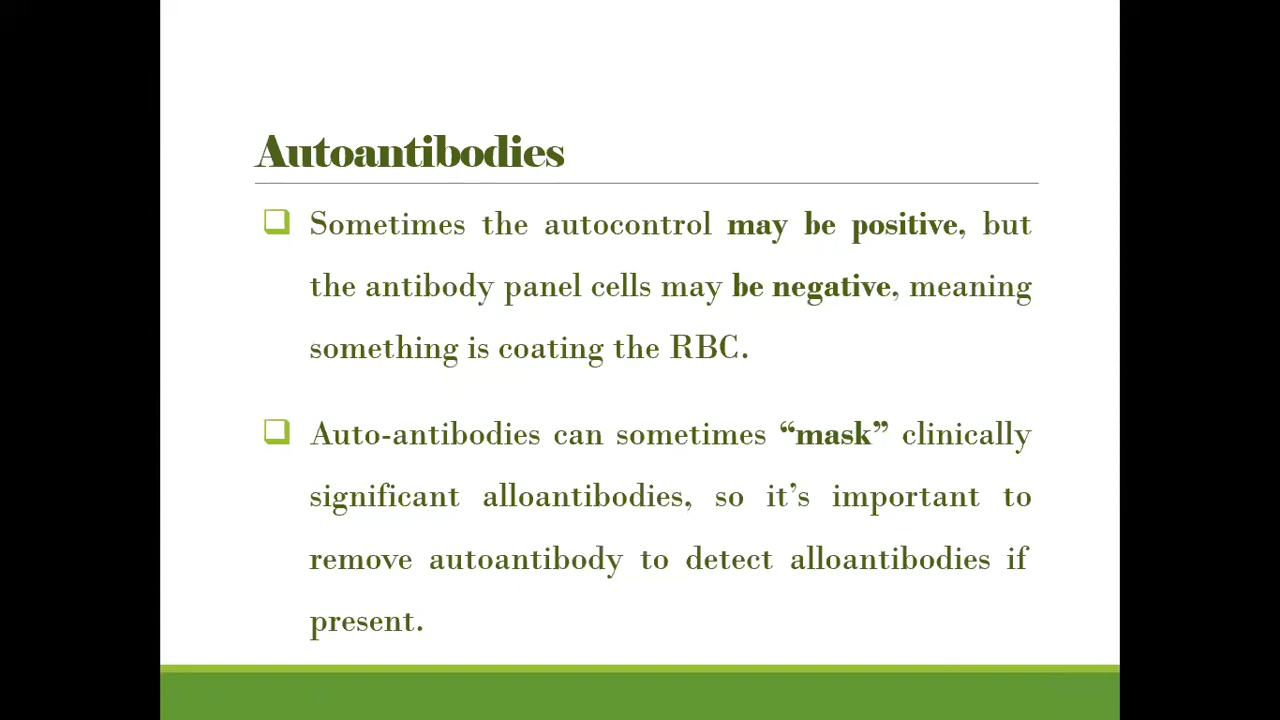 Autoantibodies
Sometimes the autocontrol may be positive, but
the antibody panel cells may be negative, meaning
something is coating the RBC.
Auto-antibodies can sometimes “mask” clinically
significant alloantibodies, so it’s important to
remove autoantibody to detect alloantibodies if
present.